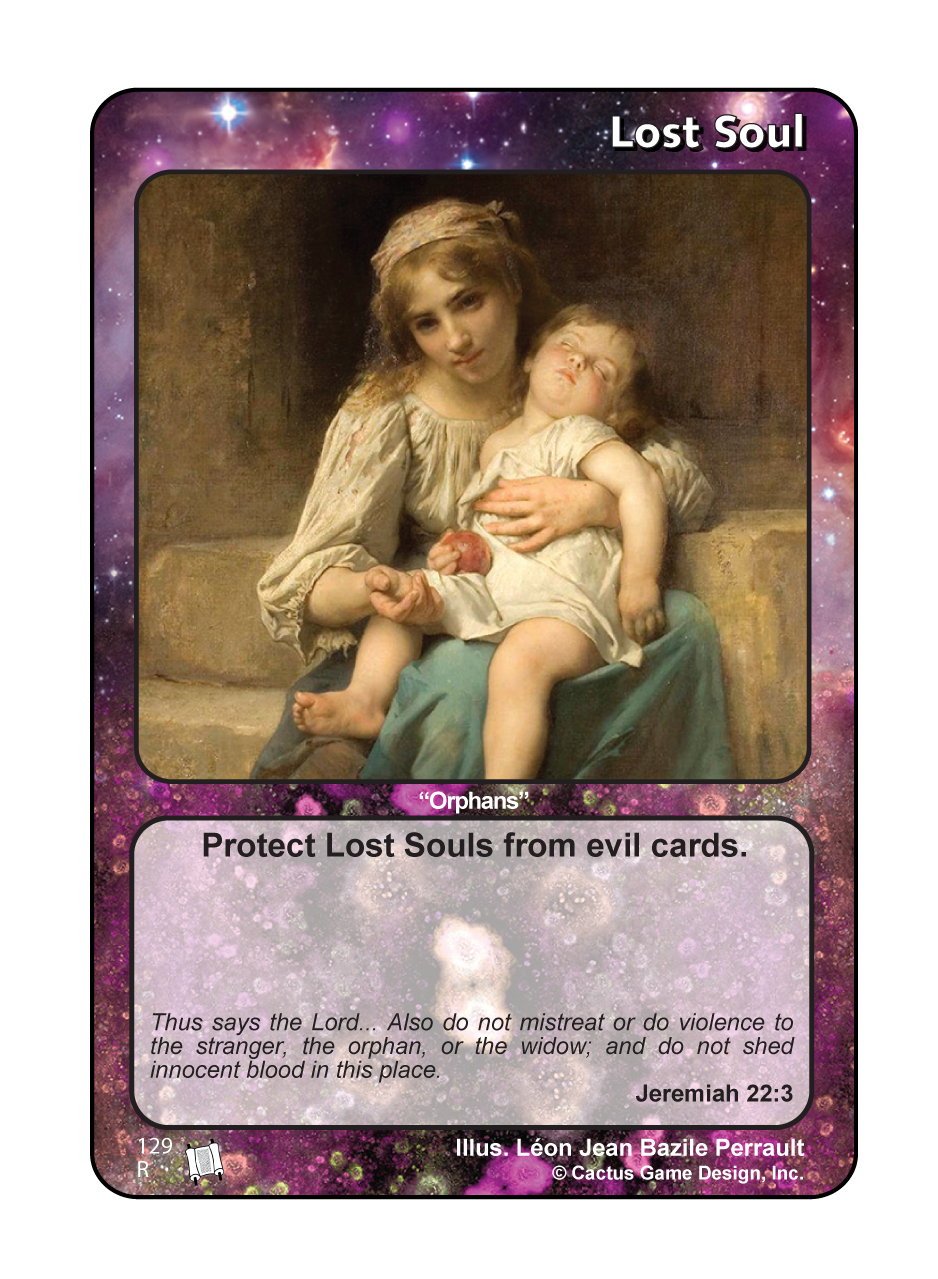 Lost Soul
“Orphans”
Protect Lost Souls from evil cards.
Thus says the Lord... Also do not mistreat or do violence to
the stranger, the orphan, or the widow; and do not shed
innocent blood in this place.
Jeremiah 22:3
129
R
Illus. Léon Jean Bazile Perrault
© Cactus Game Design, Inc.